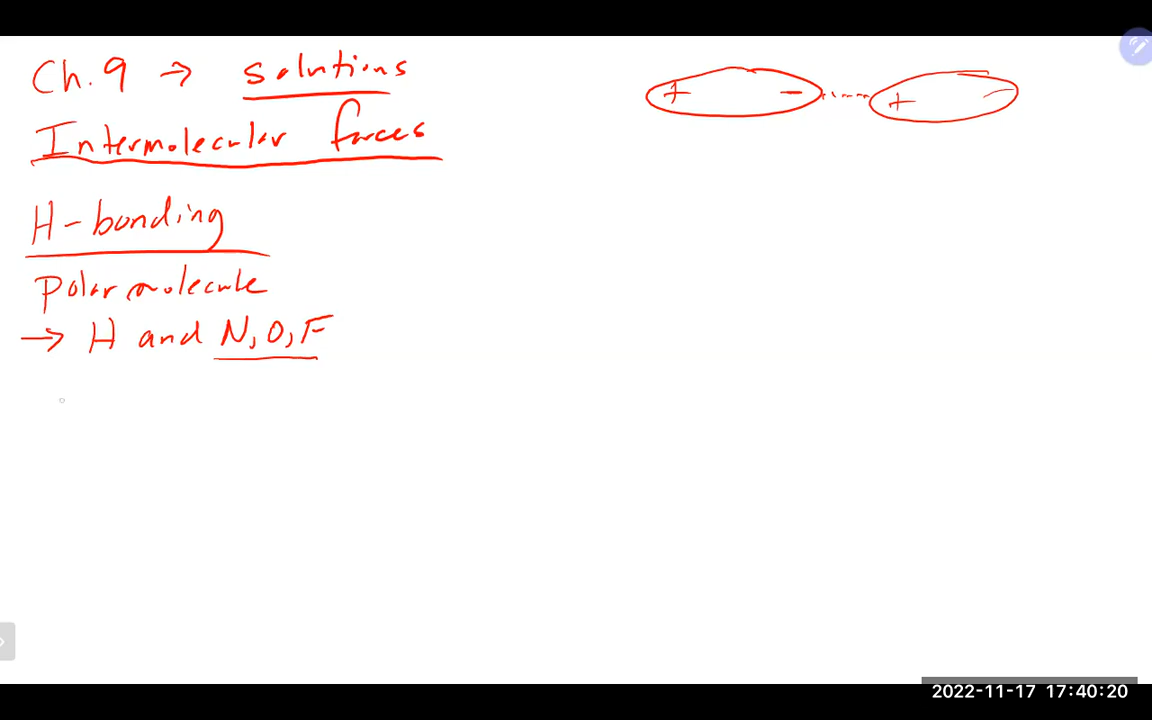 Ch. 9 → solutions
Intermolecular forces
H-bonding
Polar molecule
→ H and N, O, F
+ - + -
2022-11-17 17:40:20